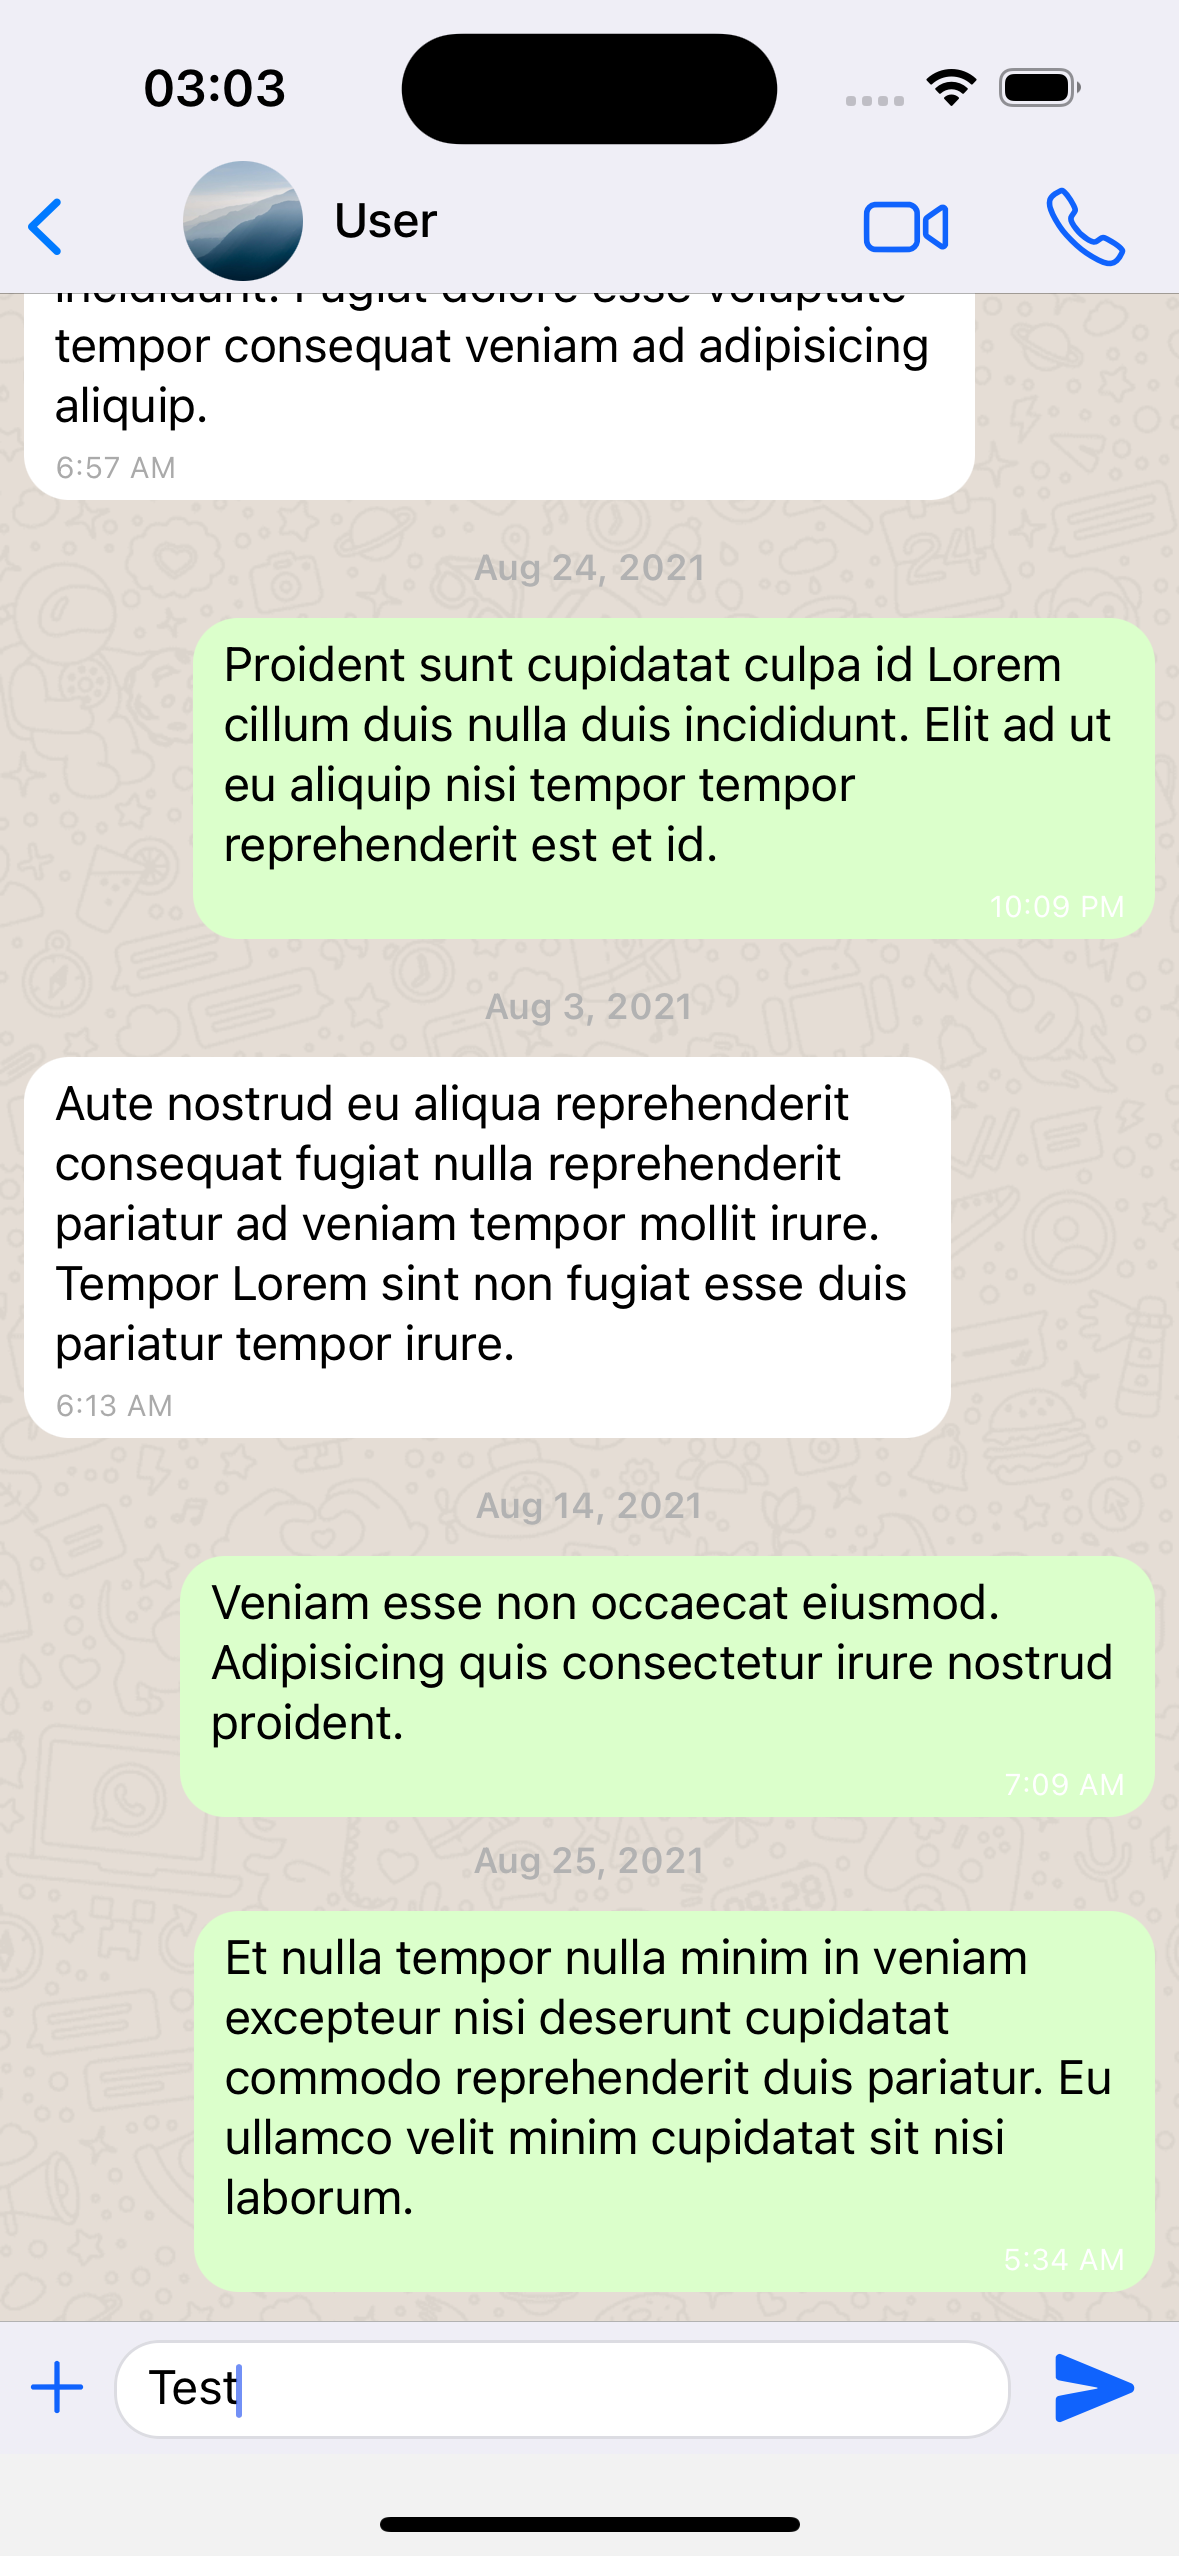 03:03
User
incididunt. Fugiat dolore esse voluptate
tempor consequat veniam ad adipisicing
aliquip.
6:57 AM
Aug 24, 2021
Proident sunt cupidatat culpa id Lorem
cillum duis nulla duis incididunt. Elit ad ut
eu aliquip nisi tempor tempor
reprehenderit est et id.
10:09 PM
Aug 3, 2021
Aute nostrud eu aliqua reprehenderit
consequat fugiat nulla reprehenderit
pariatur ad veniam tempor mollit irure.
Tempor Lorem sint non fugiat esse duis
pariatur tempor irure.
6:13 AM
Aug 14, 2021
Veniam esse non occaecat eiusmod.
Adipisicing quis consectetur irure nostrud
proident.
7:09 AM
Aug 25, 2021
Et nulla tempor nulla minim in veniam
excepteur nisi deserunt cupidatat
commodo reprehenderit duis pariatur. Eu
ullamco velit minim cupidatat sit nisi
laborum.
5:34 AM
Test